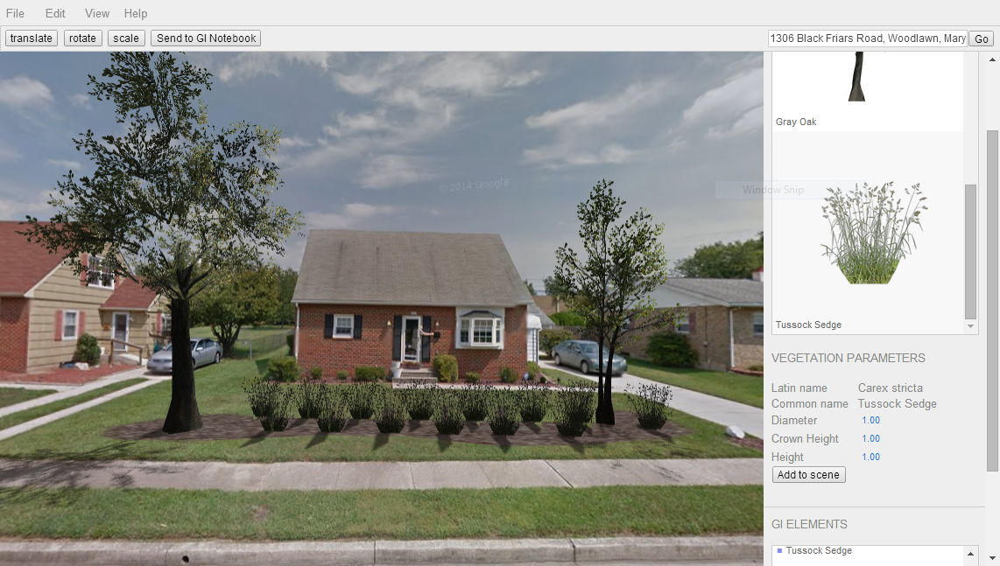 File Edit View Help
translate rotate scale Send to GI Notebook 1306 Black Friars Road, Woodlawn, Mary Go
© 2014 Google
Gray Oak
Window Snip
Tussock Sedge
VEGETATION PARAMETERS
Latin name Carex stricta
Common name Tussock Sedge
Diameter 1.00
Crown Height 1.00
Height 1.00
Add to scene
GI ELEMENTS
Tussock Sedge